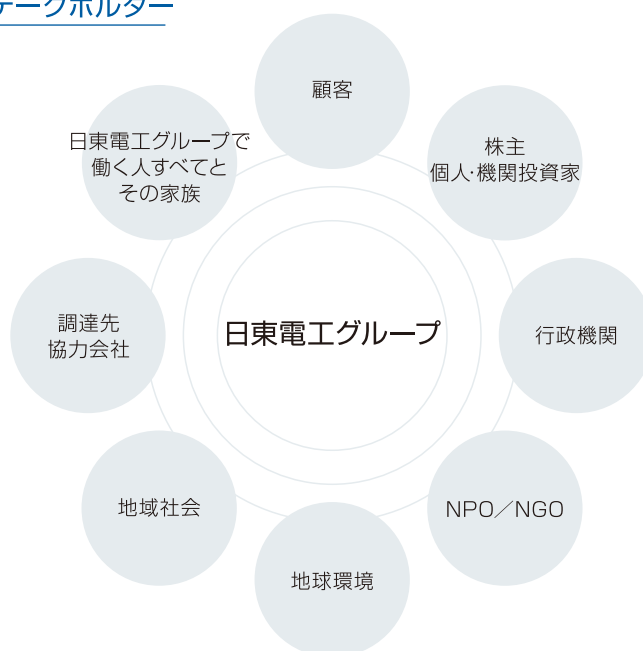 テークホルダー
顧客
株主
個人・機関投資家
行政機関
NPO／NGO
地球環境
地域社会
調達先
協力会社
日東電工グループで
働く人すべてと
その家族
日東電工グループ